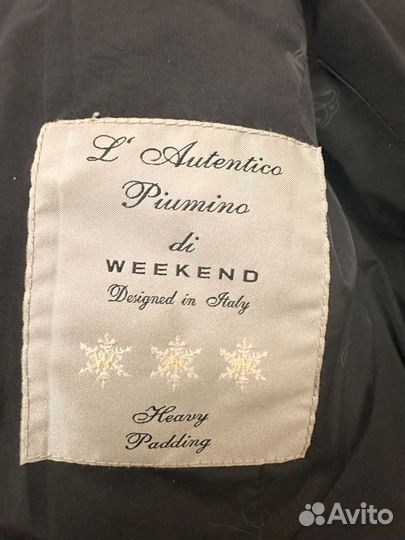 L' Autentico
Piumino
di
WEEKEND
Designed in Italy
Heavy
Padding
Avito